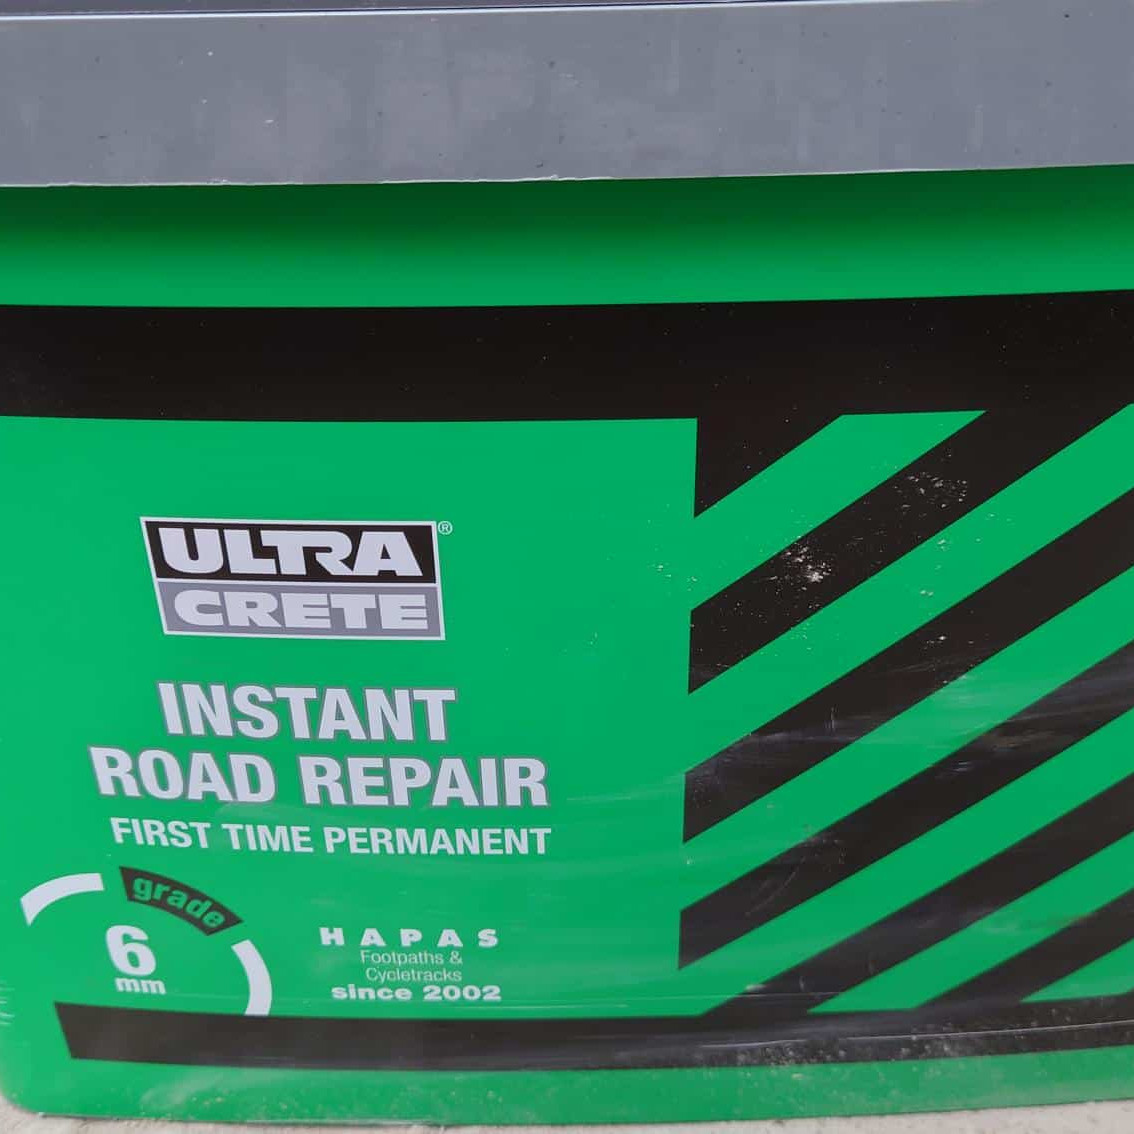 ULTRA®
CRETE
INSTANT
ROAD REPAIR
FIRST TIME PERMANENT
grade
6
mm
HAPAS
Footpaths &
Cycletracks
since 2002